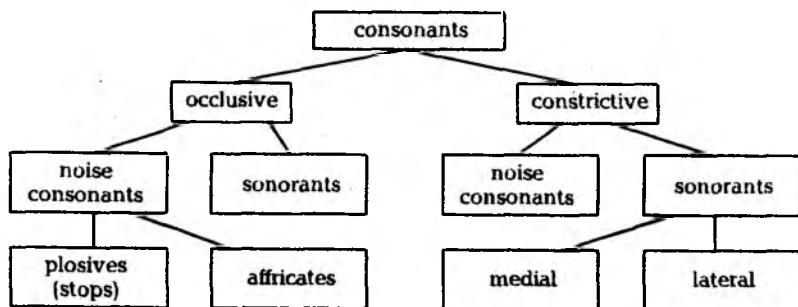 consonants
occlusive
constrictive
noise
consonants
sonorants
noise
consonants
sonorants
plosives
(stops)
affricates
medial
lateral